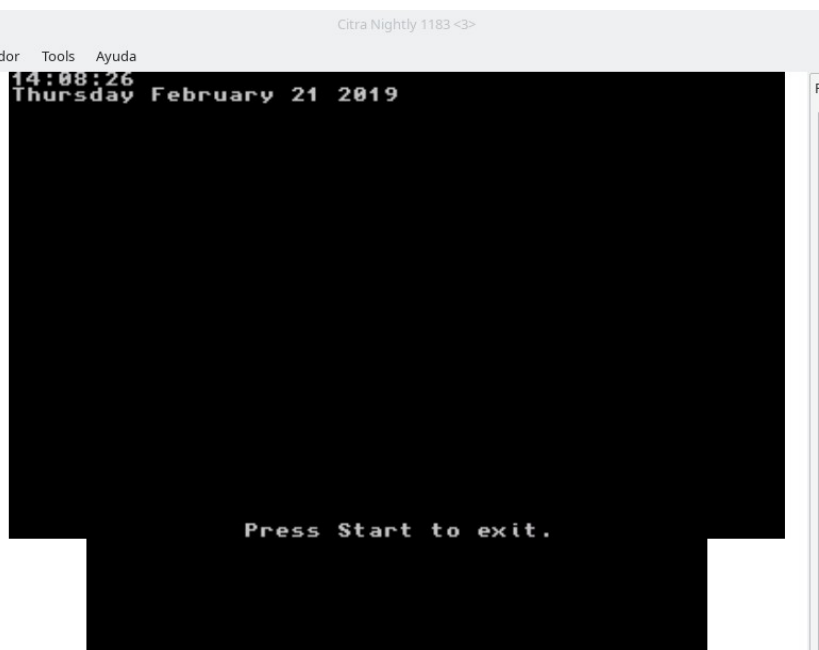 Citra Nightly 1183 <3>
dor Tools Ayuda
14:08:26
Thursday February 21 2019
Press Start to exit.